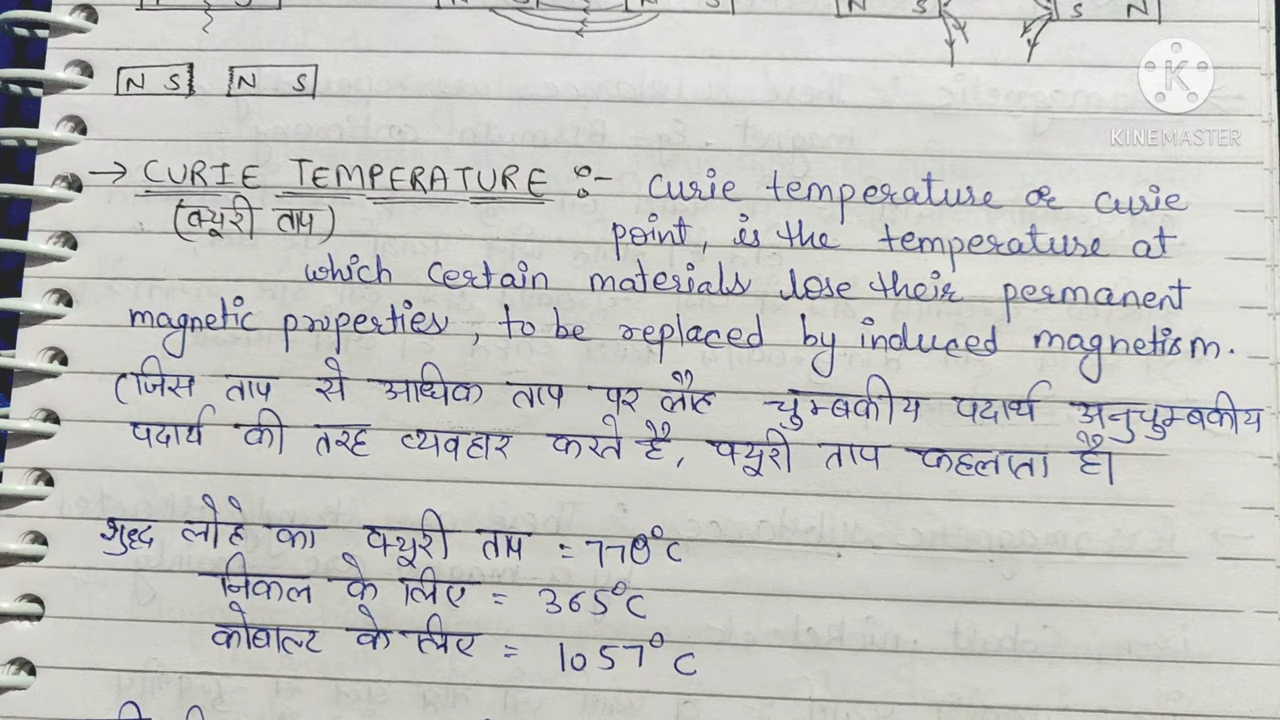 N S N S
K
KINEMASTER
→ CURIE TEMPERATURE :- Curie temperature or curie
(क्यूरी ताप) point, is the temperature at
which certain materials lose their permanent
magnetic properties, to be replaced by induced magnetism.
(जिस ताप से अधिक ताप पर लौह चुम्बकीय पदार्थ अनुचुम्बकीय
पदार्थ की तरह व्यवहार करते हैं, क्यूरी ताप कहलाता है।
शुद्ध लोहे का क्यूरी ताप = 770°C
निकल के लिए = 365°C
कोबाल्ट के लिए = 1057°C